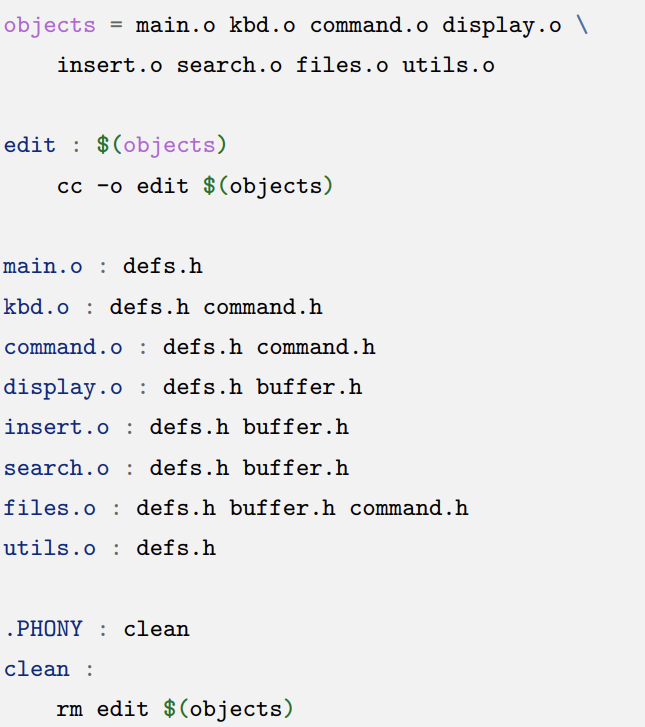 objects = main.o kbd.o command.o display.o \
insert.o search.o files.o utils.o
edit : $(objects)
cc -o edit $(objects)
main.o : defs.h
kbd.o : defs.h command.h
command.o : defs.h command.h
display.o : defs.h buffer.h
insert.o : defs.h buffer.h
search.o : defs.h buffer.h
files.o : defs.h buffer.h command.h
utils.o : defs.h
.PHONY : clean
clean :
rm edit $(objects)